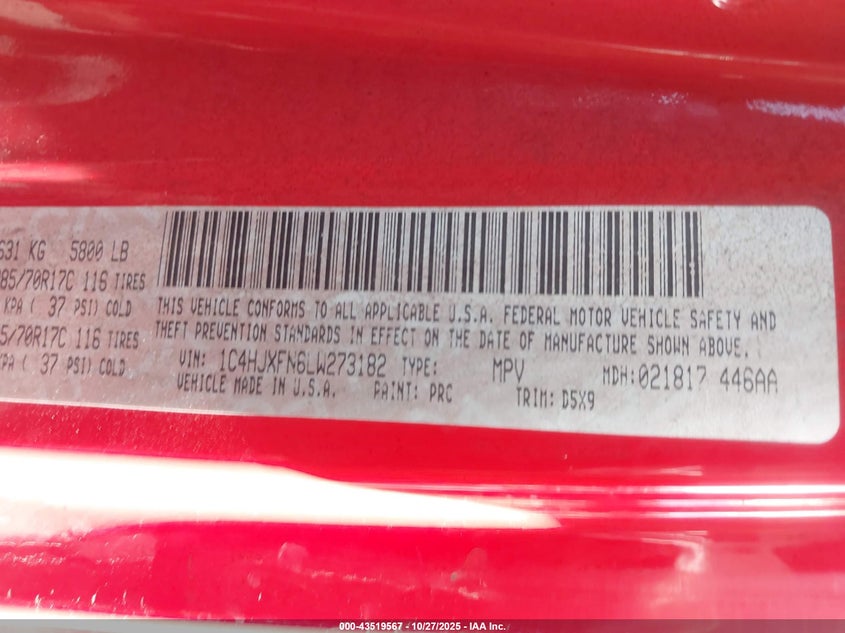 631 KG 5800 LB
285/70R17C 116 TIRES
KPA ( 37 PSI) COLD
5/70R17C 116 TIRES
KPA ( 37 PSI) COLD
THIS VEHICLE CONFORMS TO ALL APPLICABLE U.S.A. FEDERAL MOTOR VEHICLE SAFETY AND
THEFT PREVENTION STANDARDS IN EFFECT ON THE DATE OF MANUFACTURE SHOWN ABOVE.
VIN: 1C4HJXFN6LW273182 TYPE: MPV MDH:021817 446AA
VEHICLE MADE IN U.S.A. PAINT: PRC TRIM: D5X9
000-43519567 - 10/27/2025 - IAA Inc.